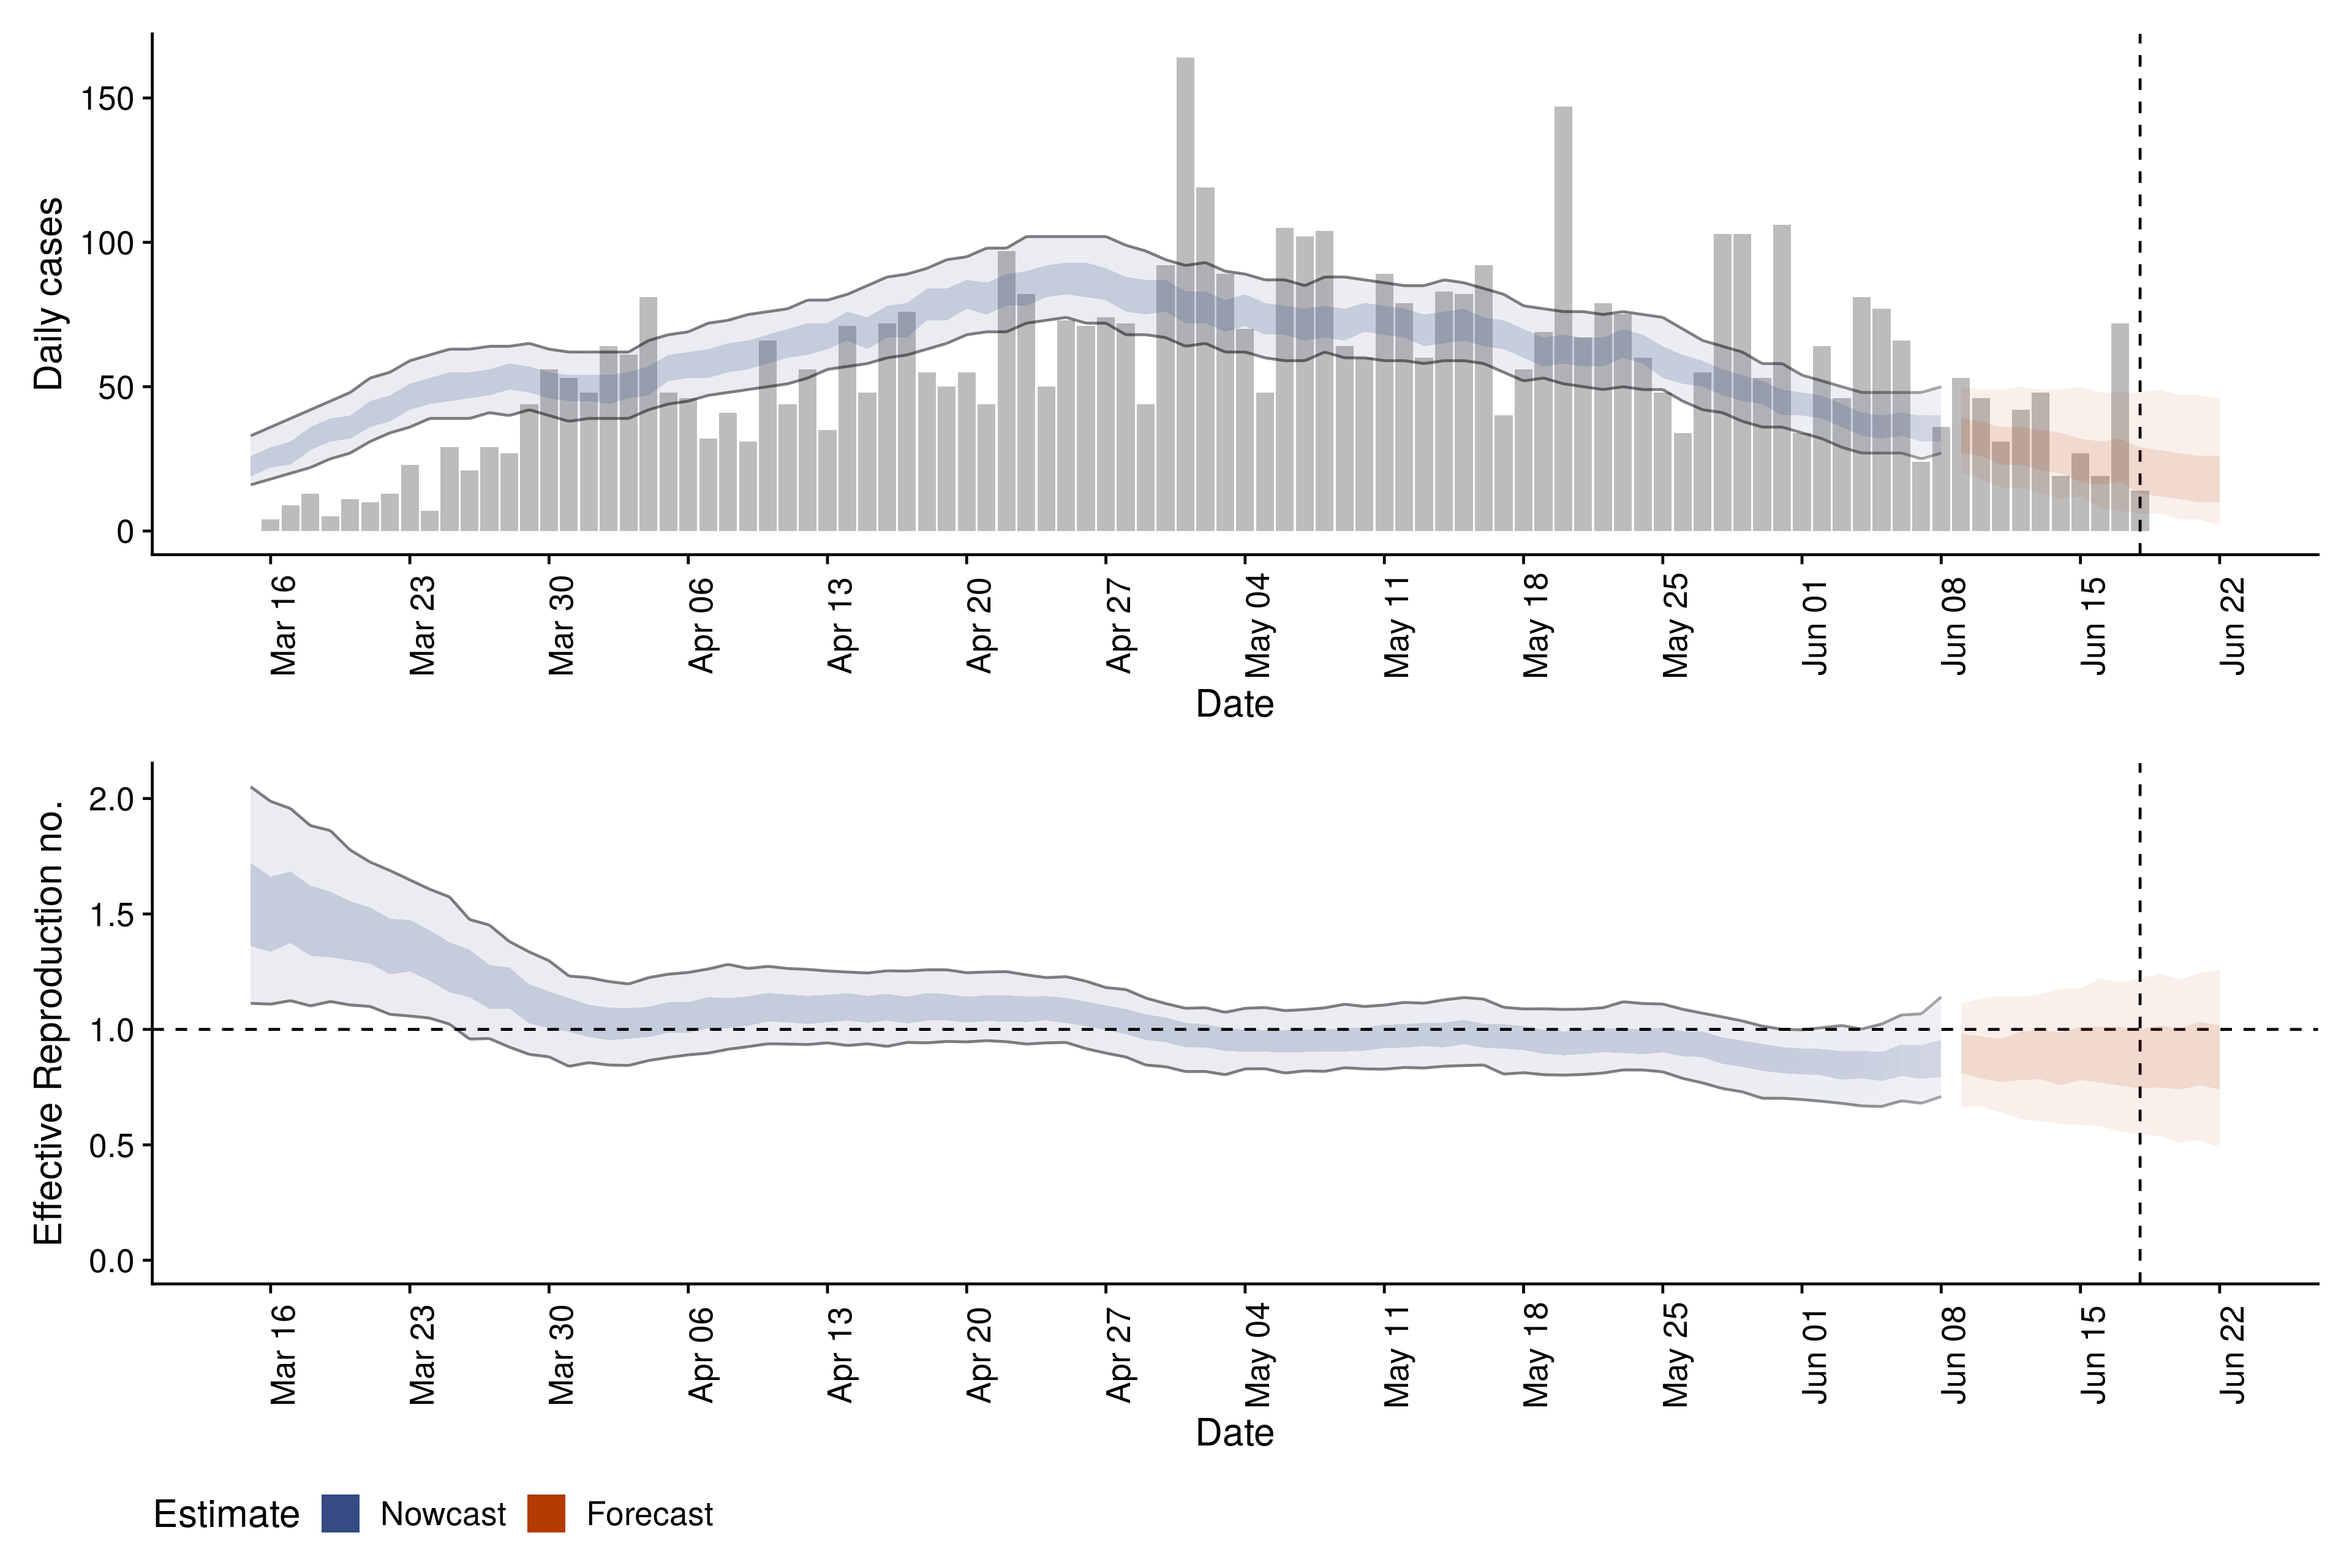 Daily cases
150
100
50
0
Mar 16
Mar 23
Mar 30
Apr 06
Apr 13
Apr 20
Apr 27
May 04
May 11
May 18
May 25
Jun 01
Jun 08
Jun 15
Jun 22
Date
Effective Reproduction no.
2.0
1.5
1.0
0.5
0.0
Mar 16
Mar 23
Mar 30
Apr 06
Apr 13
Apr 20
Apr 27
May 04
May 11
May 18
May 25
Jun 01
Jun 08
Jun 15
Jun 22
Date
Estimate Nowcast Forecast